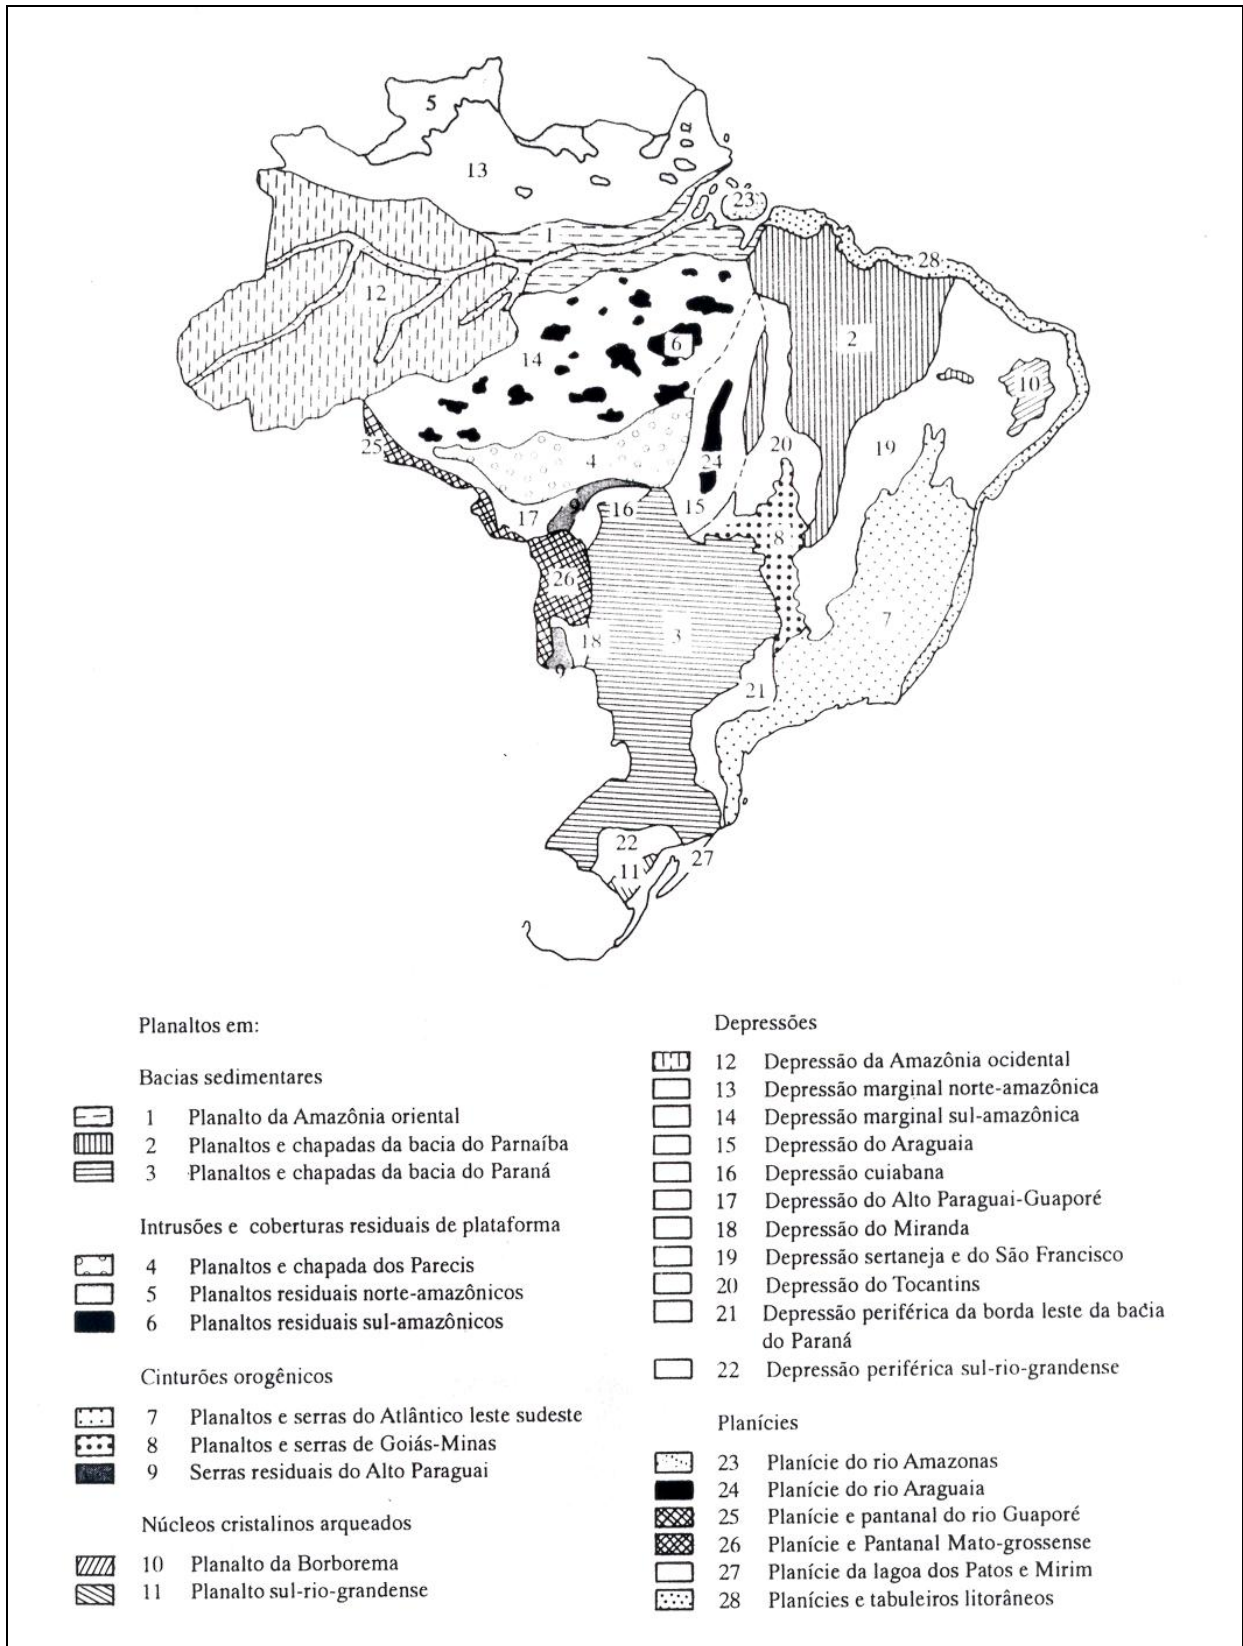 5
13
23
1
28
12
2
6
14
10
25
4
24
20
19
9
16
15
17
8
26
7
3
18
9
21
22
27
11
Planaltos em:
Bacias sedimentares
1 Planalto da Amazônia oriental
2 Planaltos e chapadas da bacia do Parnaíba
3 Planaltos e chapadas da bacia do Paraná
Intrusões e coberturas residuais de plataforma
4 Planaltos e chapada dos Parecis
5 Planaltos residuais norte-amazônicos
6 Planaltos residuais sul-amazônicos
Cinturões orogênicos
7 Planaltos e serras do Atlântico leste sudeste
8 Planaltos e serras de Goiás-Minas
9 Serras residuais do Alto Paraguai
Núcleos cristalinos arqueados
10 Planalto da Borborema
11 Planalto sul-rio-grandense
Depressões
12 Depressão da Amazônia ocidental
13 Depressão marginal norte-amazônica
14 Depressão marginal sul-amazônica
15 Depressão do Araguaia
16 Depressão cuiabana
17 Depressão do Alto Paraguai-Guaporé
18 Depressão do Miranda
19 Depressão sertaneja e do São Francisco
20 Depressão do Tocantins
21 Depressão periférica da borda leste da bacia
do Paraná
22 Depressão periférica sul-rio-grandense
Planícies
23 Planície do rio Amazonas
24 Planície do rio Araguaia
25 Planície e pantanal do rio Guaporé
26 Planície e Pantanal Mato-grossense
27 Planície da lagoa dos Patos e Mirim
28 Planícies e tabuleiros litorâneos